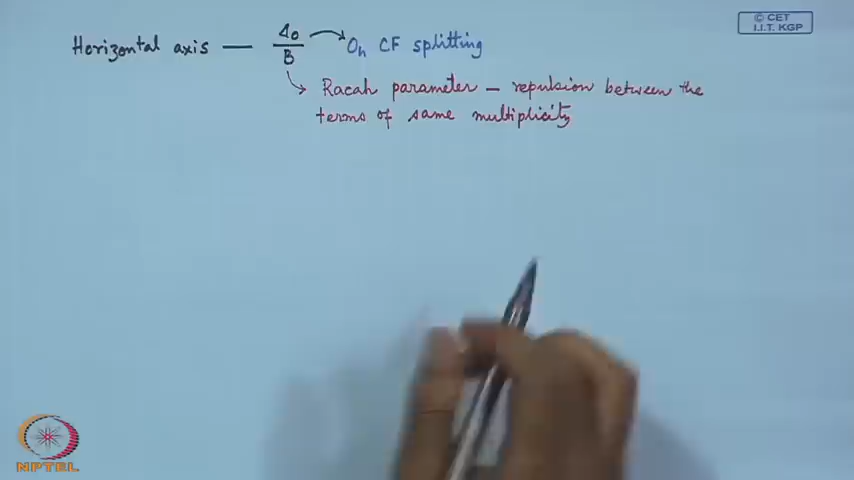 Horizontal axis — Δo/B → Oh CF splitting
→ Racah parameter — repulsion between the
terms of same multiplicity
© CET
I.I.T. KGP
NPTEL